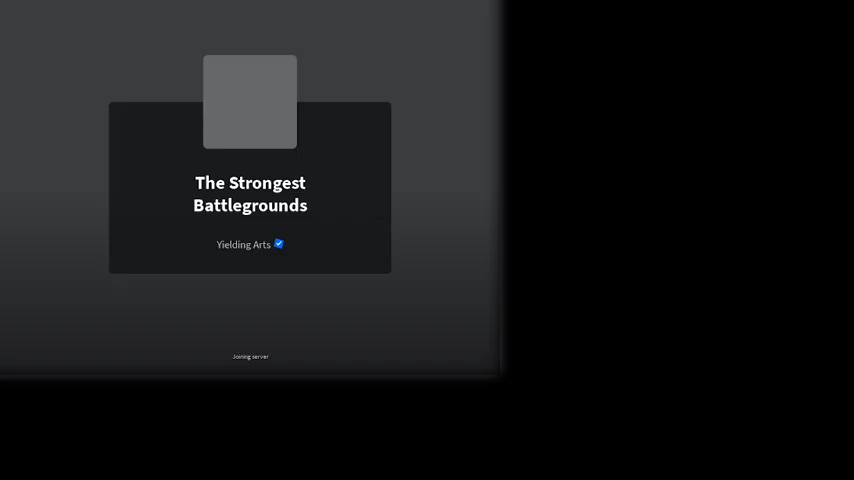 The Strongest
Battlegrounds
Yielding Arts
Joining server